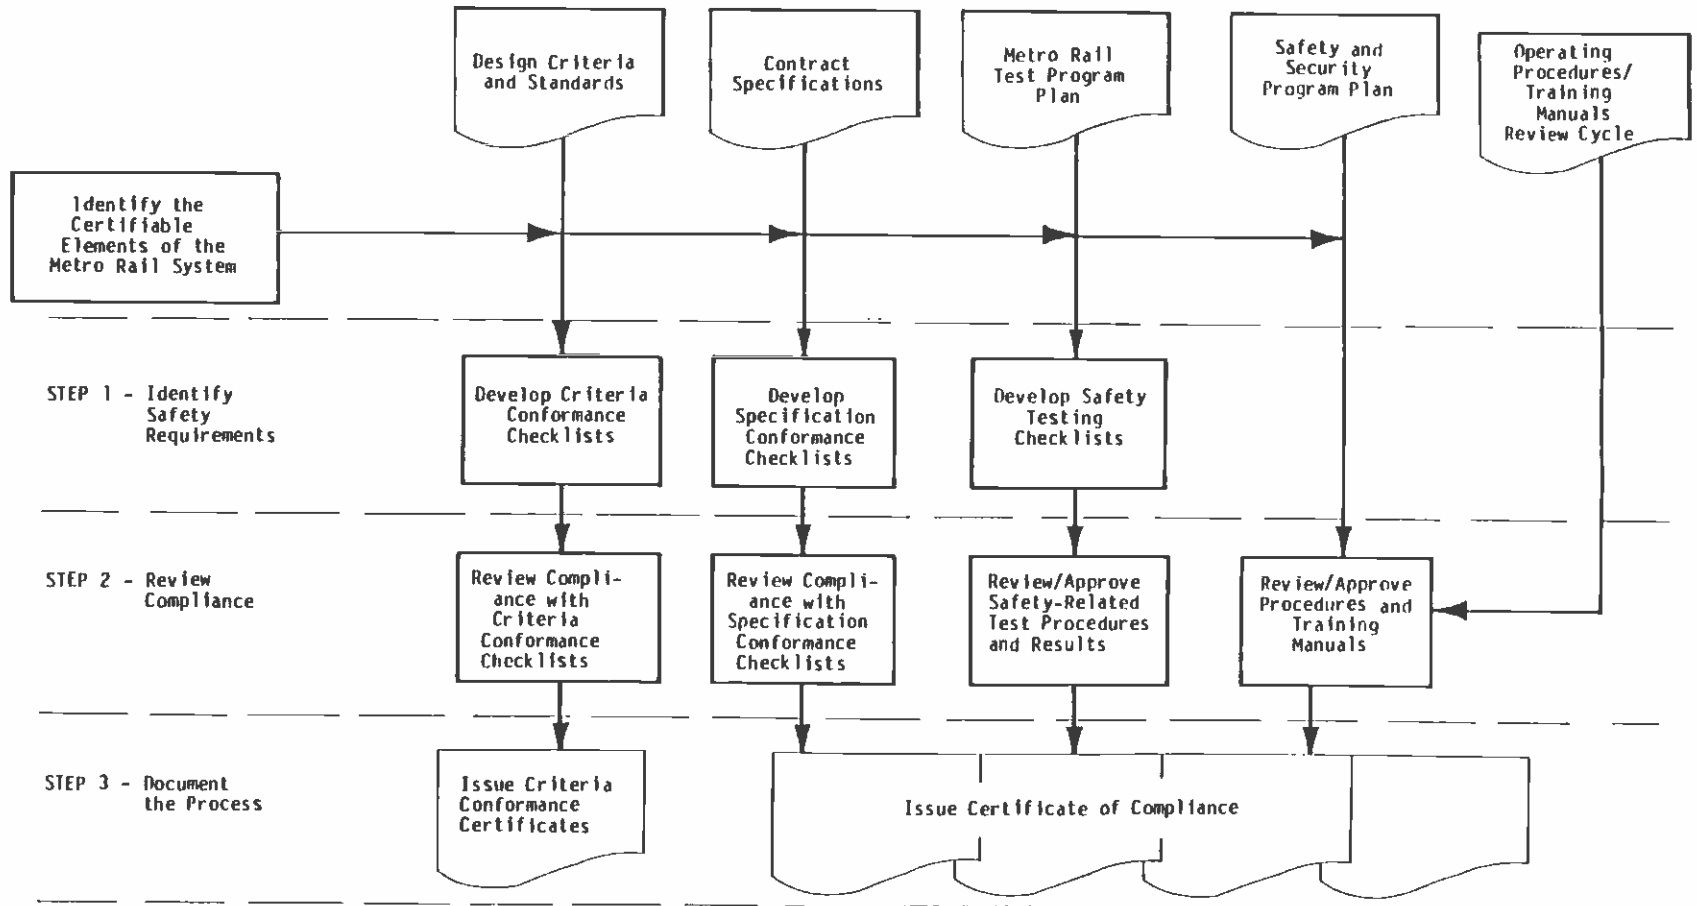 Design Criteria
and Standards
Contract
Specifications
Metro Rail
Test Program
Plan
Safety and
Security
Program Plan
Operating
Procedures/
Training
Manuals
Review Cycle
Identify the
Certifiable
Elements of the
Metro Rail System
STEP 1 - Identify
Safety
Requirements
Develop Criteria
Conformance
Checklists
Develop
Specification
Conformance
Checklists
Develop Safety
Testing
Checklists
STEP 2 - Review
Compliance
Review Compli-
ance with
Criteria
Conformance
Checklists
Review Compli-
ance with
Specification
Conformance
Checklists
Review/Approve
Safety-Related
Test Procedures
and Results
Review/Approve
Procedures and
Training
Manuals
STEP 3 - Document
the Process
Issue Criteria
Conformance
Certificates
Issue Certificate of Compliance